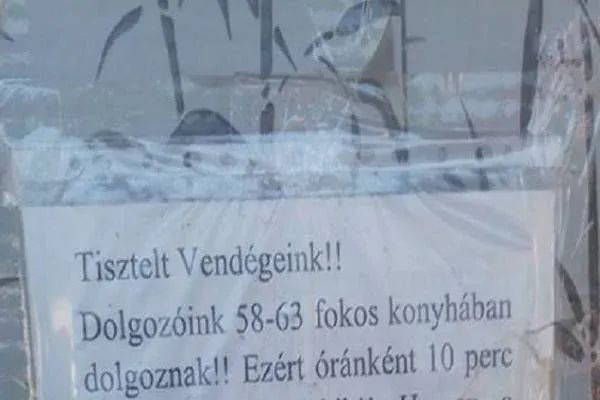 Tisztelt Vendégeink!!
Dolgozóink 58-63 fokos konyhában
dolgoznak!! Ezért óránként 10 perc